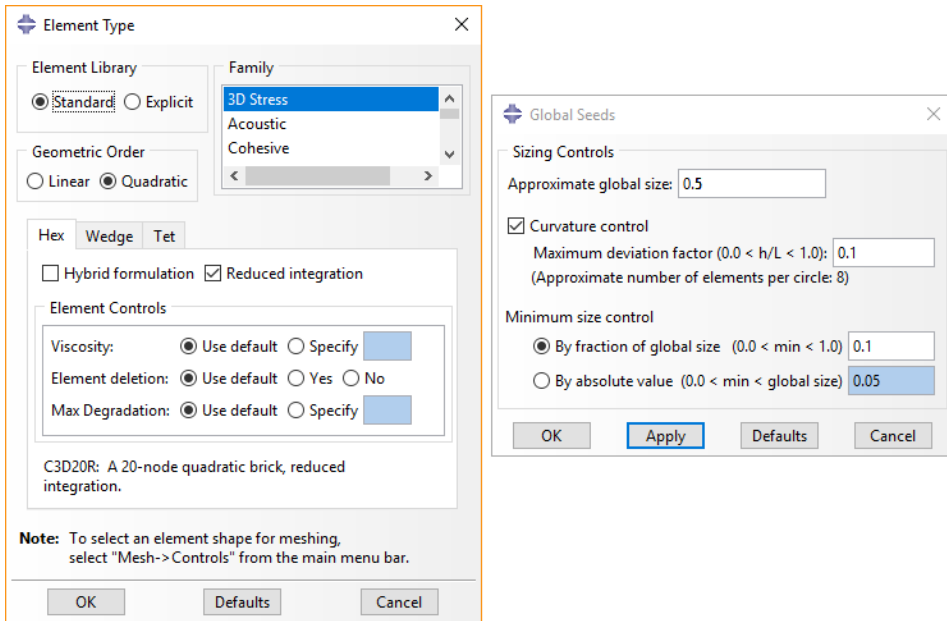 Element Type
Element Library
Standard Explicit
Family
3D Stress
Acoustic
Cohesive
Geometric Order
Linear Quadratic
Hex Wedge Tet
Hybrid formulation Reduced integration
Element Controls
Viscosity: Use default Specify
Element deletion: Use default Yes No
Max Degradation: Use default Specify
C3D20R: A 20-node quadratic brick, reduced
integration.
Note: To select an element shape for meshing,
select "Mesh->Controls" from the main menu bar.
OK Defaults Cancel
Global Seeds
Sizing Controls
Approximate global size: 0.5
Curvature control
Maximum deviation factor (0.0 < h/L < 1.0): 0.1
(Approximate number of elements per circle: 8)
Minimum size control
By fraction of global size (0.0 < min < 1.0) 0.1
By absolute value (0.0 < min < global size) 0.05
OK Apply Defaults Cancel